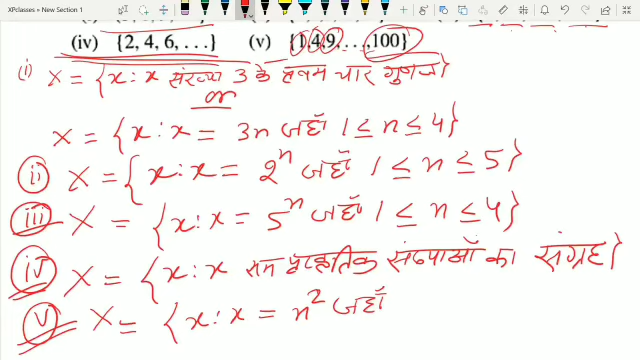 XPclasses » New Section 1
(iv) {2, 4, 6, . . .} (v) {1,4,9,. . .,100}
(i) X = {x : x संख्या 3 के प्रथम चार गुणज}
or
X = {x : x = 3n जहाँ 1 ≤ n ≤ 4}
(ii) X = {x : x = 2ⁿ जहाँ 1 ≤ n ≤ 5}
(iii) X = {x : x = 5ⁿ जहाँ 1 ≤ n ≤ 4}
(iv) X = {x : x सम प्राकृतिक संख्याओं का संग्रह}
(v) X = {x : x = n² जहाँ